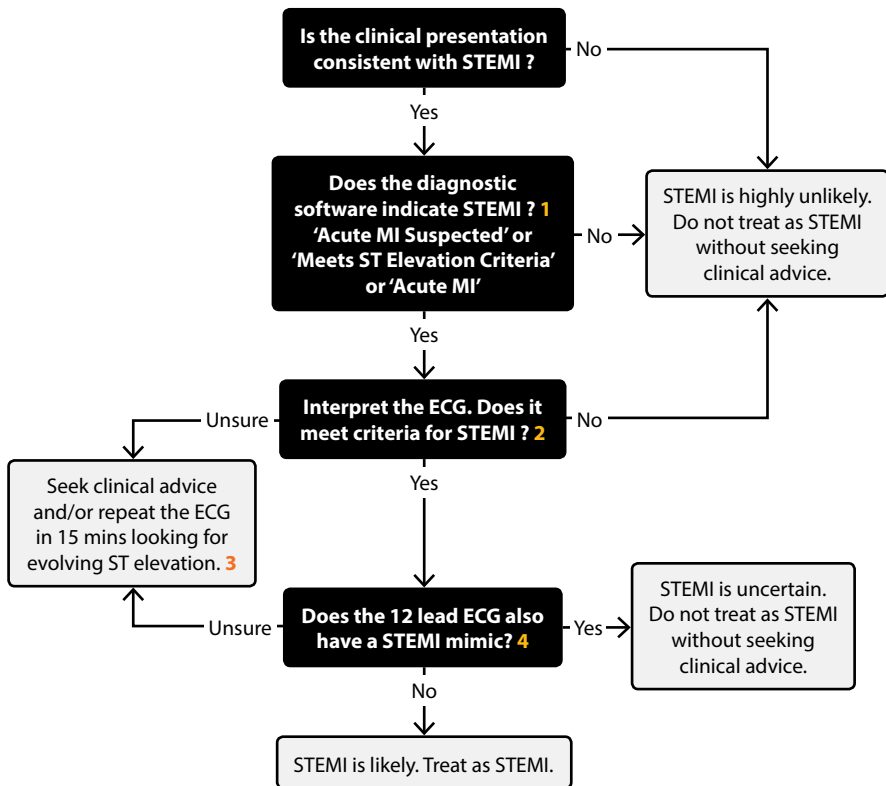 Is the clinical presentation
consistent with STEMI ?
No
Yes
Does the diagnostic
software indicate STEMI ? 1
‘Acute MI Suspected’ or
‘Meets ST Elevation Criteria’
or ‘Acute MI’
No
STEMI is highly unlikely.
Do not treat as STEMI
without seeking
clinical advice.
Yes
Interpret the ECG. Does it
meet criteria for STEMI ? 2
Unsure
No
Seek clinical advice
and/or repeat the ECG
in 15 mins looking for
evolving ST elevation. 3
Yes
Does the 12 lead ECG also
have a STEMI mimic? 4
Unsure
Yes
STEMI is uncertain.
Do not treat as STEMI
without seeking
clinical advice.
No
STEMI is likely. Treat as STEMI.